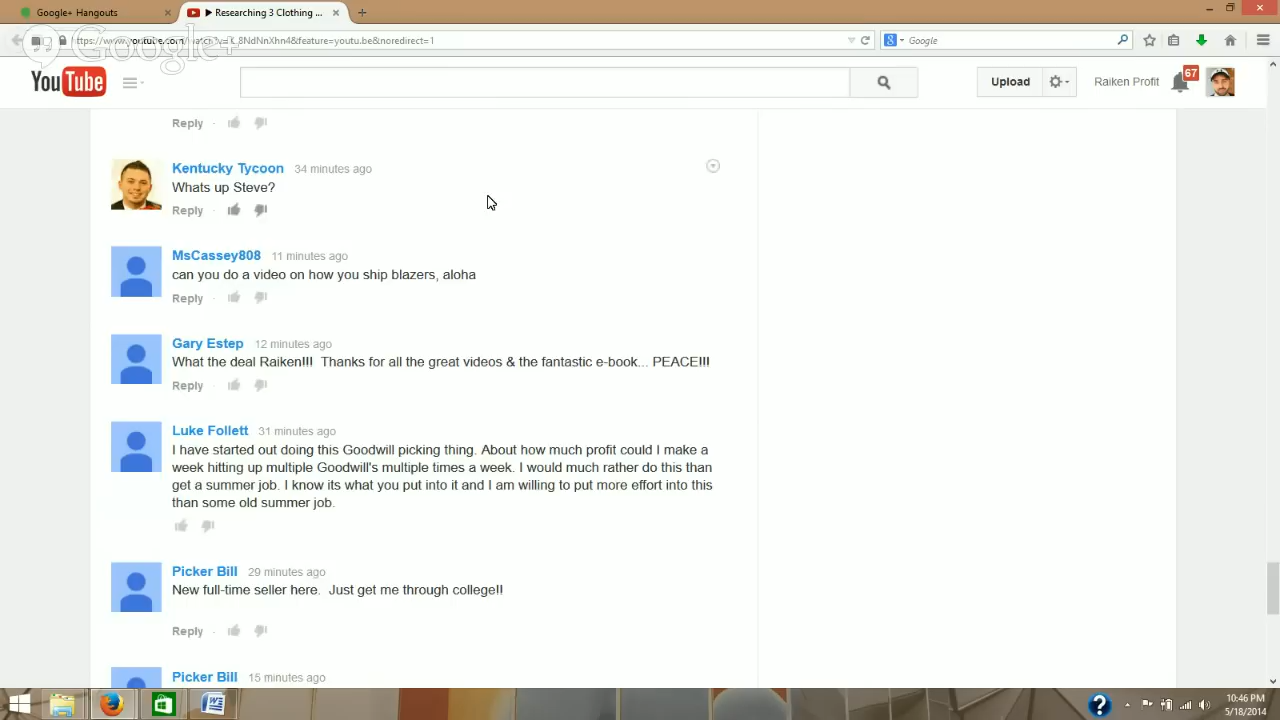 Google+ Hangouts
▶ Researching 3 Clothing ...
Google+
Google
YouTube
Upload
Raiken Profit
67
Reply
Kentucky Tycoon 34 minutes ago
Whats up Steve?
Reply
MsCassey808 11 minutes ago
can you do a video on how you ship blazers, aloha
Reply
Gary Estep 12 minutes ago
What the deal Raiken!!! Thanks for all the great videos & the fantastic e-book... PEACE!!!
Reply
Luke Follett 31 minutes ago
I have started out doing this Goodwill picking thing. About how much profit could I make a
week hitting up multiple Goodwill's multiple times a week. I would much rather do this than
get a summer job. I know its what you put into it and I am willing to put more effort into this
than some old summer job.
Picker Bill 29 minutes ago
New full-time seller here. Just get me through college!!
Reply
Picker Bill 15 minutes ago
10:46 PM
5/18/2014